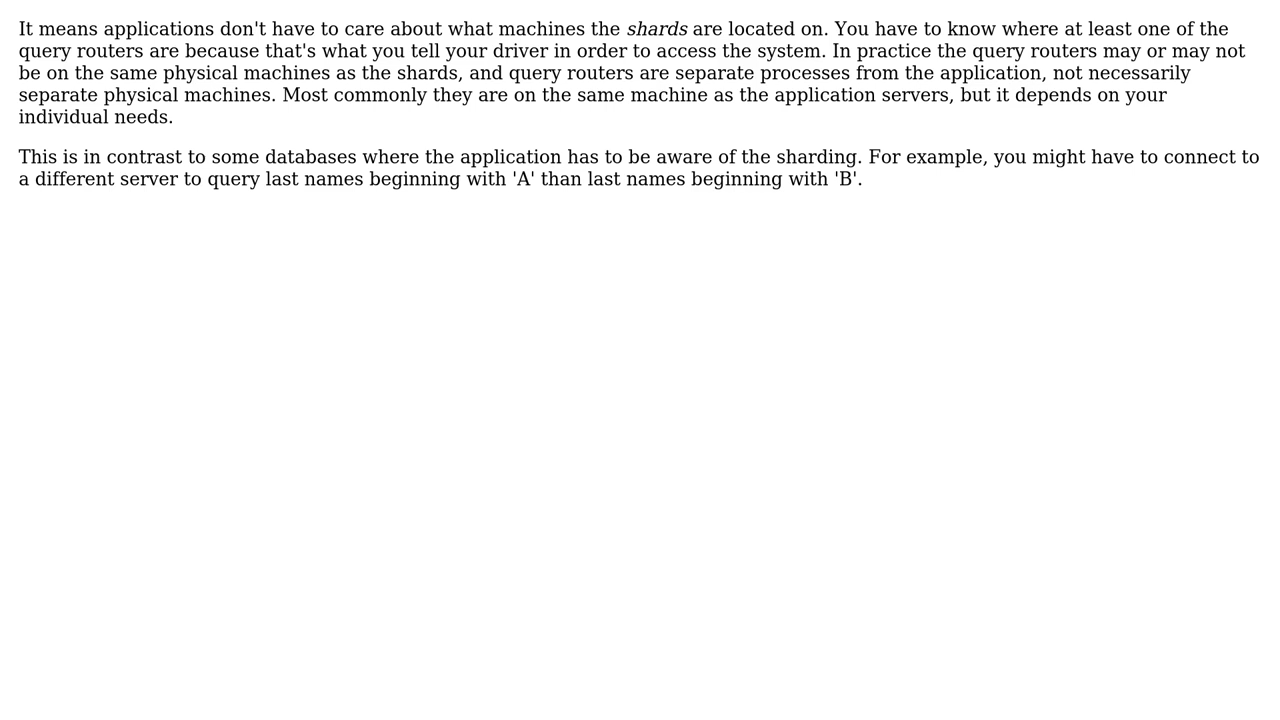 It means applications don't have to care about what machines the shards are located on. You have to know where at least one of the
query routers are because that's what you tell your driver in order to access the system. In practice the query routers may or may not
be on the same physical machines as the shards, and query routers are separate processes from the application, not necessarily
separate physical machines. Most commonly they are on the same machine as the application servers, but it depends on your
individual needs.
This is in contrast to some databases where the application has to be aware of the sharding. For example, you might have to connect to
a different server to query last names beginning with 'A' than last names beginning with 'B'.